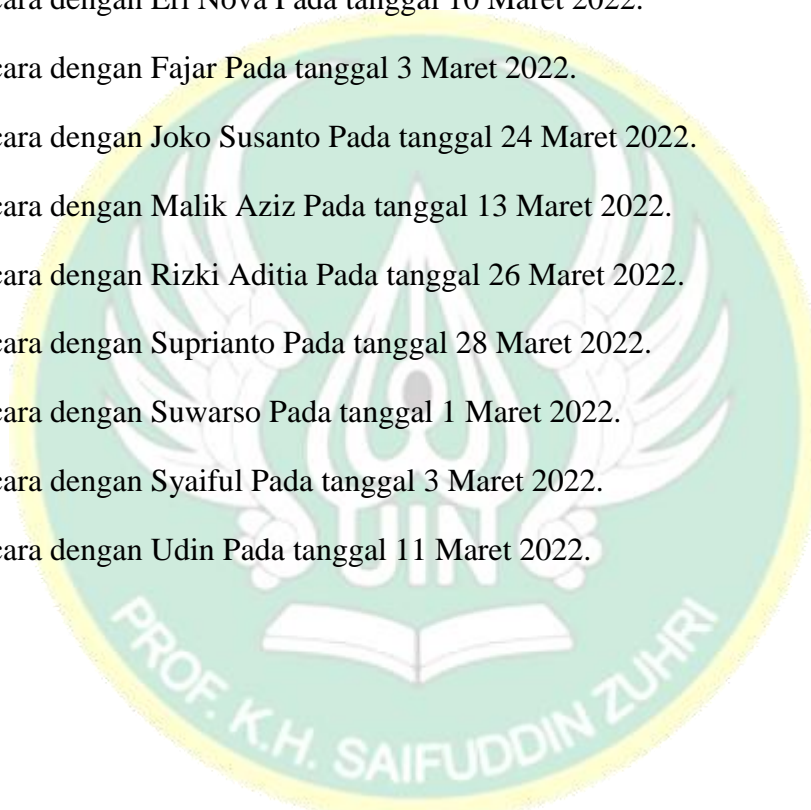 cara dengan Eri Nova Pada tanggal 10 Maret 2022.
cara dengan Fajar Pada tanggal 3 Maret 2022.
cara dengan Joko Susanto Pada tanggal 24 Maret 2022.
cara dengan Malik Aziz Pada tanggal 13 Maret 2022.
cara dengan Rizki Aditia Pada tanggal 26 Maret 2022.
cara dengan Suprianto Pada tanggal 28 Maret 2022.
cara dengan Suwarso Pada tanggal 1 Maret 2022.
cara dengan Syaiful Pada tanggal 3 Maret 2022.
cara dengan Udin Pada tanggal 11 Maret 2022.
UIN
PROF. K.H. SAIFUDDIN ZUHRI